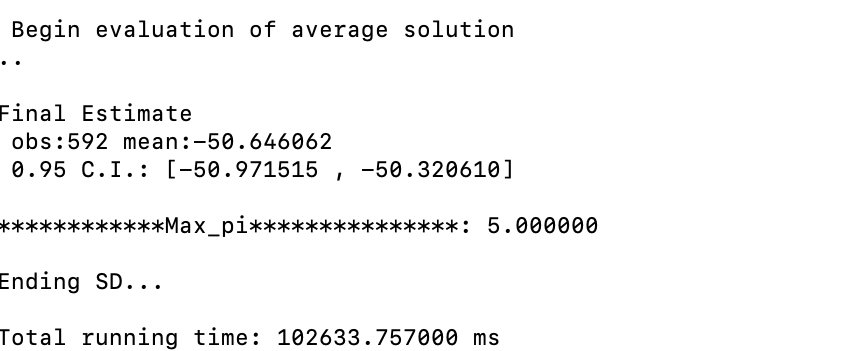 Begin evaluation of average solution
..
Final Estimate
obs:592 mean:-50.646062
0.95 C.I.: [-50.971515 , -50.320610]
************Max_pi***************: 5.000000
Ending SD...
Total running time: 102633.757000 ms